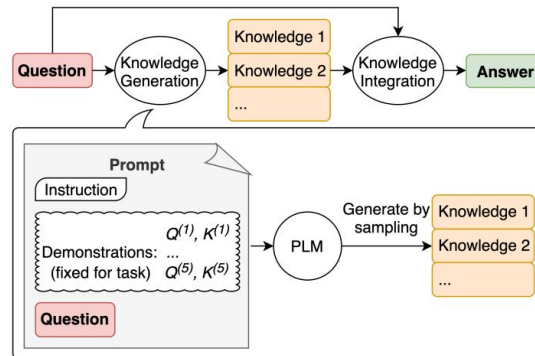 Question
Knowledge
Generation
Knowledge 1
Knowledge 2
...
Knowledge
Integration
Answer
Prompt
Instruction
Demonstrations:
(fixed for task)
Q(1), K(1)
...
Q(5), K(5)
Question
PLM
Generate by
sampling
Knowledge 1
Knowledge 2
...